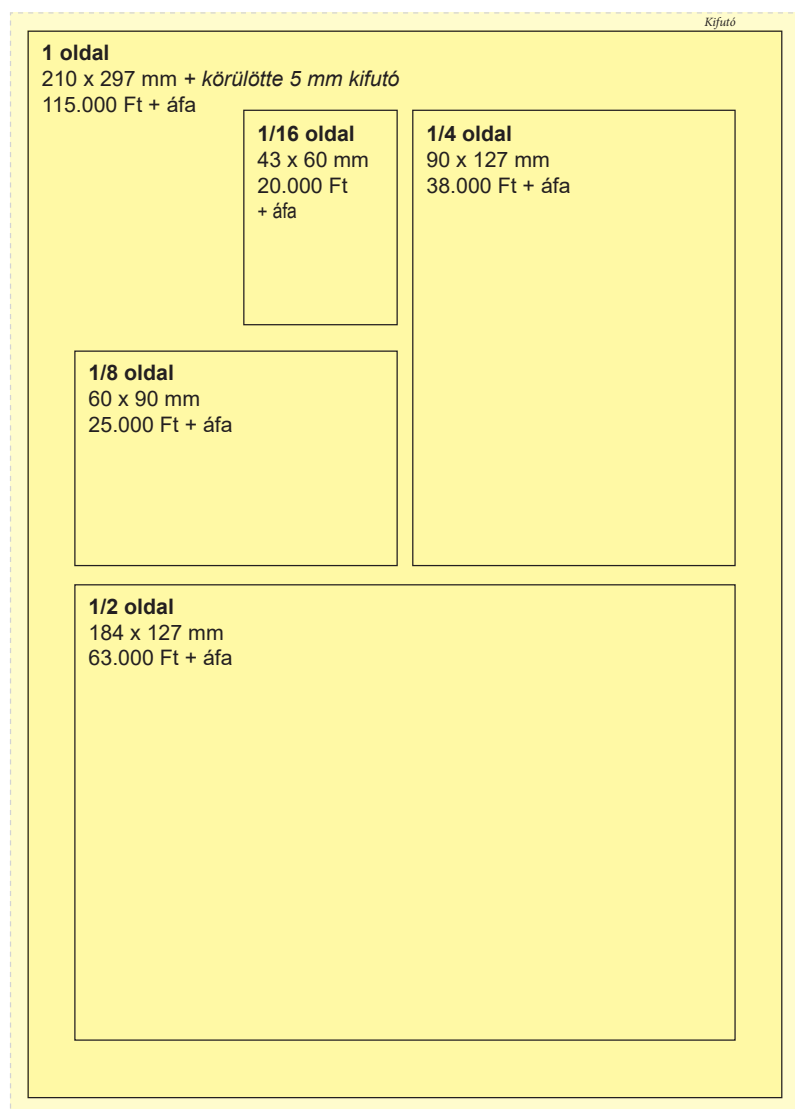 Kifutó
1 oldal
210 x 297 mm + körülötte 5 mm kifutó
115.000 Ft + áfa
1/16 oldal
43 x 60 mm
20.000 Ft
+ áfa
1/4 oldal
90 x 127 mm
38.000 Ft + áfa
1/8 oldal
60 x 90 mm
25.000 Ft + áfa
1/2 oldal
184 x 127 mm
63.000 Ft + áfa